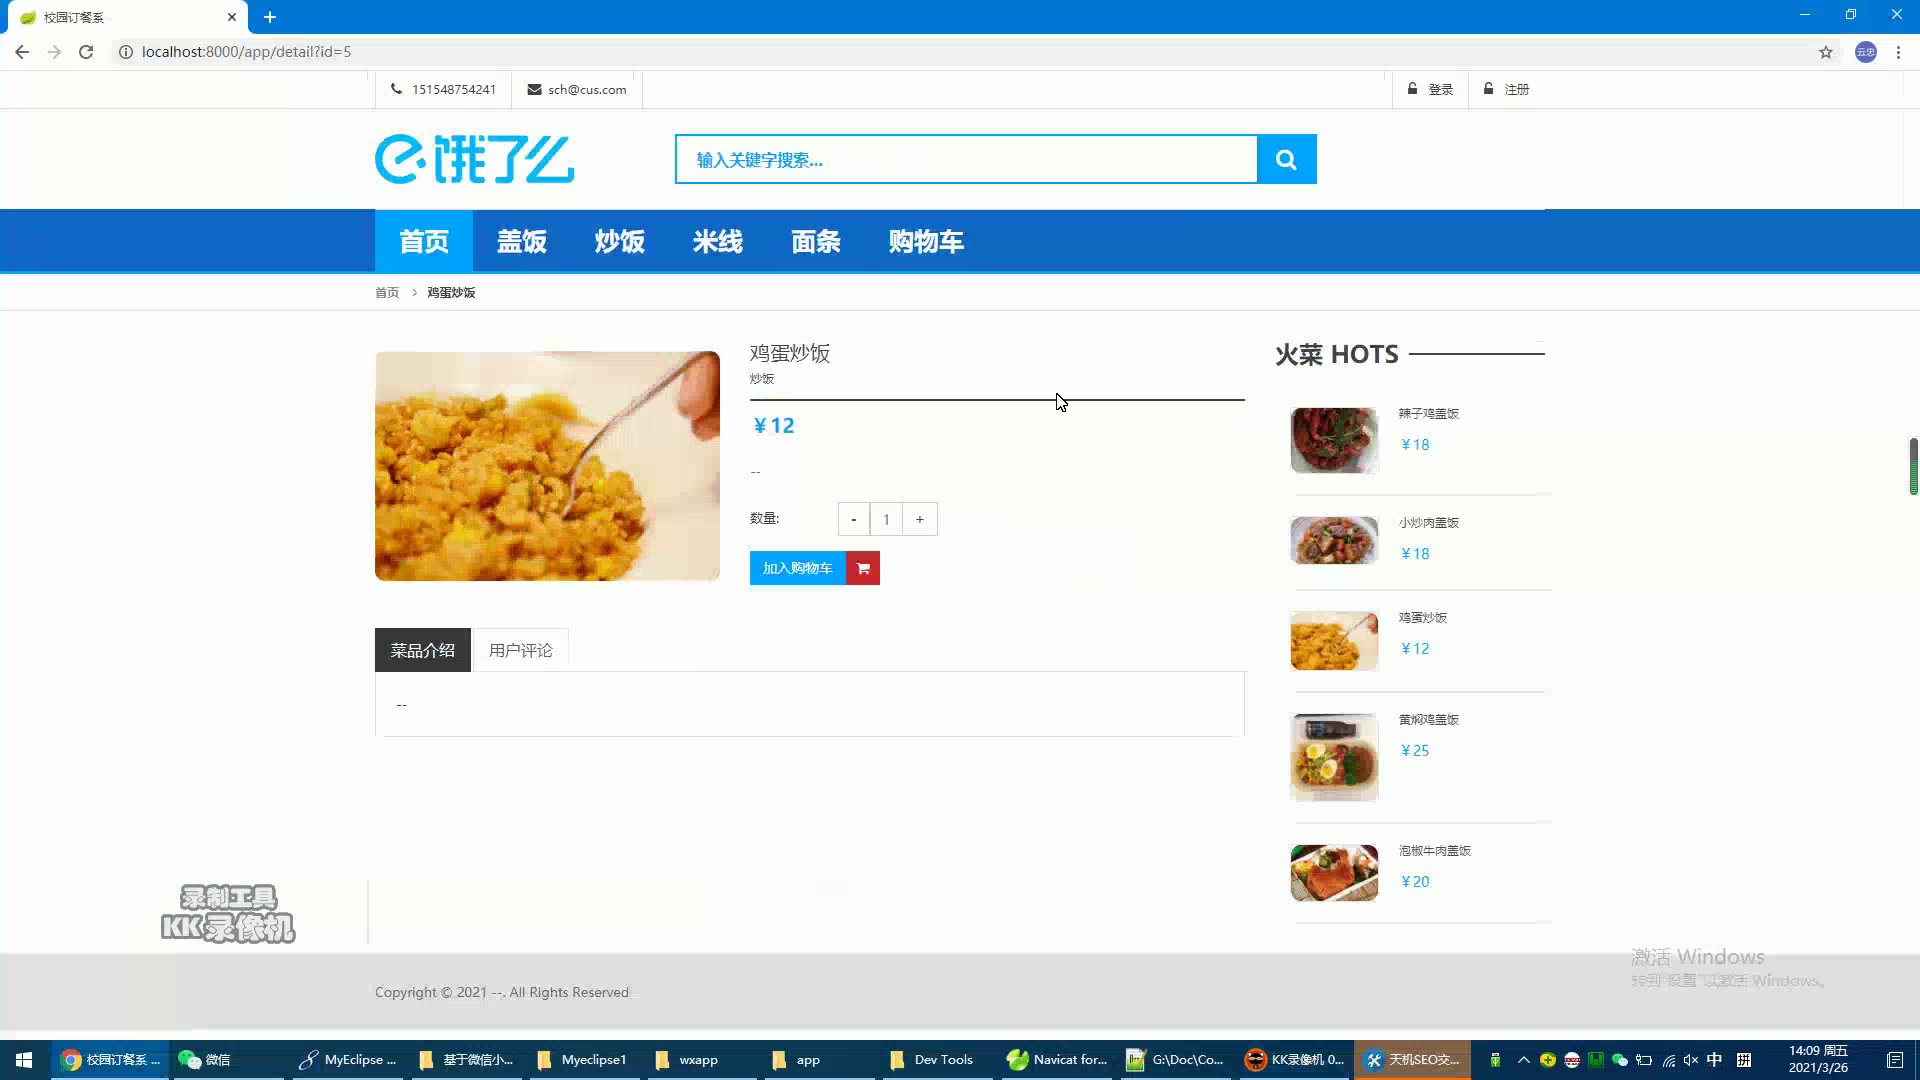 校园订餐系
localhost:8000/app/detail?id=5
云忠
151548754241
sch@cus.com
登录
注册
饿了么
输入关键字搜索...
首页 盖饭 炒饭 米线 面条 购物车
首页 > 鸡蛋炒饭
鸡蛋炒饭
炒饭
¥12
--
数量:
- 1 +
加入购物车
菜品介绍 用户评论
--
火菜 HOTS
辣子鸡盖饭
¥18
小炒肉盖饭
¥18
鸡蛋炒饭
¥12
黄焖鸡盖饭
¥25
泡椒牛肉盖饭
¥20
录制工具
KK录像机
激活 Windows
转到"设置"以激活 Windows。
Copyright © 2021 --. All Rights Reserved
校园订餐系 ...
微信
MyEclipse ...
基于微信小...
Myeclipse1
wxapp
app
Dev Tools
Navicat for...
G:\Doc\Co...
KK录像机 0...
天机SEO交...
中
拼
14:09 周五
2021/3/26